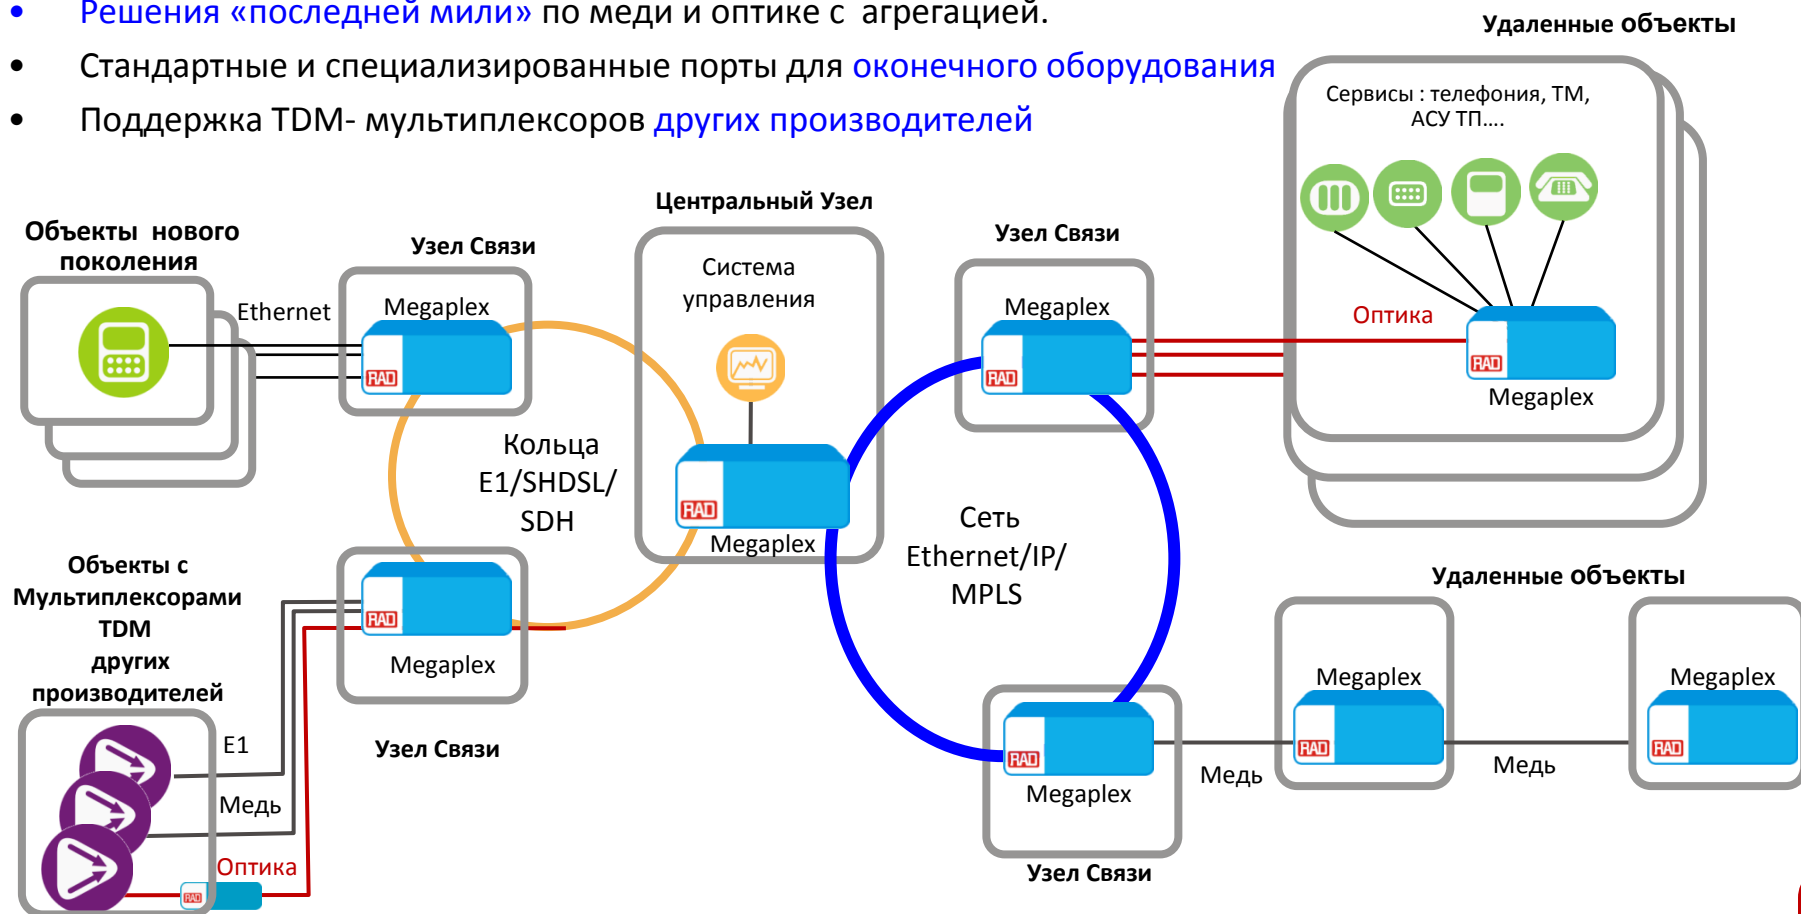 • Решения «последней мили» по меди и оптике с агрегацией.
• Стандартные и специализированные порты для оконечного оборудования
• Поддержка TDM- мультиплексоров других производителей
Удаленные объекты
Сервисы : телефония, ТМ,
АСУ ТП....
Оптика
RAD
Megaplex
Центральный Узел
Система
управления
RAD
Megaplex
Объекты нового
поколения
Ethernet
Узел Связи
Megaplex
RAD
Узел Связи
Megaplex
RAD
Кольца
E1/SHDSL/
SDH
Сеть
Ethernet/IP/
MPLS
Объекты с
Мультиплексорами
TDM
других
производителей
E1
Медь
Оптика
RAD
RAD
Megaplex
Узел Связи
RAD
Megaplex
Узел Связи
Медь
Удаленные объекты
Megaplex
RAD
Медь
Megaplex
RAD